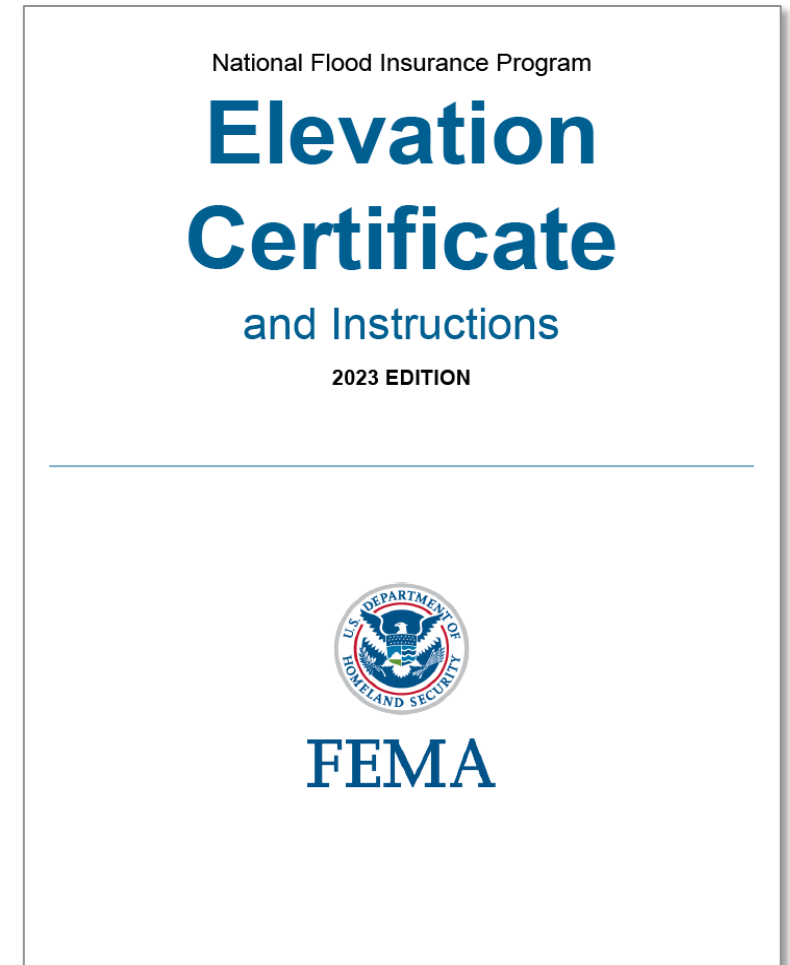 National Flood Insurance Program
Elevation
Certificate
and Instructions
2023 EDITION
U.S. DEPARTMENT OF
HOMELAND SECURITY
FEMA